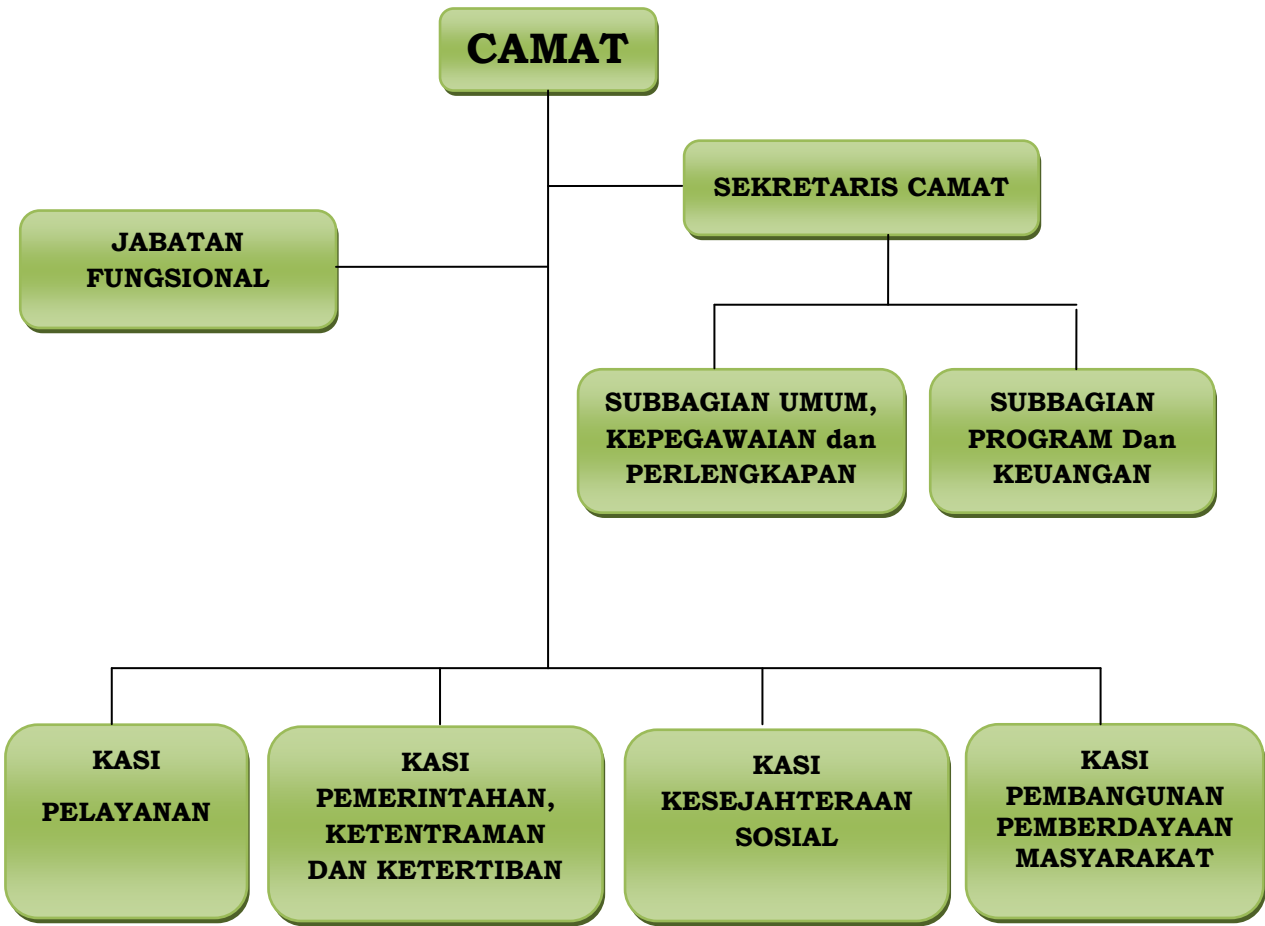 CAMAT
SEKRETARIS CAMAT
JABATAN
FUNGSIONAL
SUBBAGIAN UMUM,
KEPEGAWAIAN dan
PERLENGKAPAN
SUBBAGIAN
PROGRAM Dan
KEUANGAN
KASI
PELAYANAN
KASI
PEMERINTAHAN,
KETENTRAMAN
DAN KETERTIBAN
KASI
KESEJAHTERAAN
SOSIAL
KASI
PEMBANGUNAN
PEMBERDAYAAN
MASYARAKAT